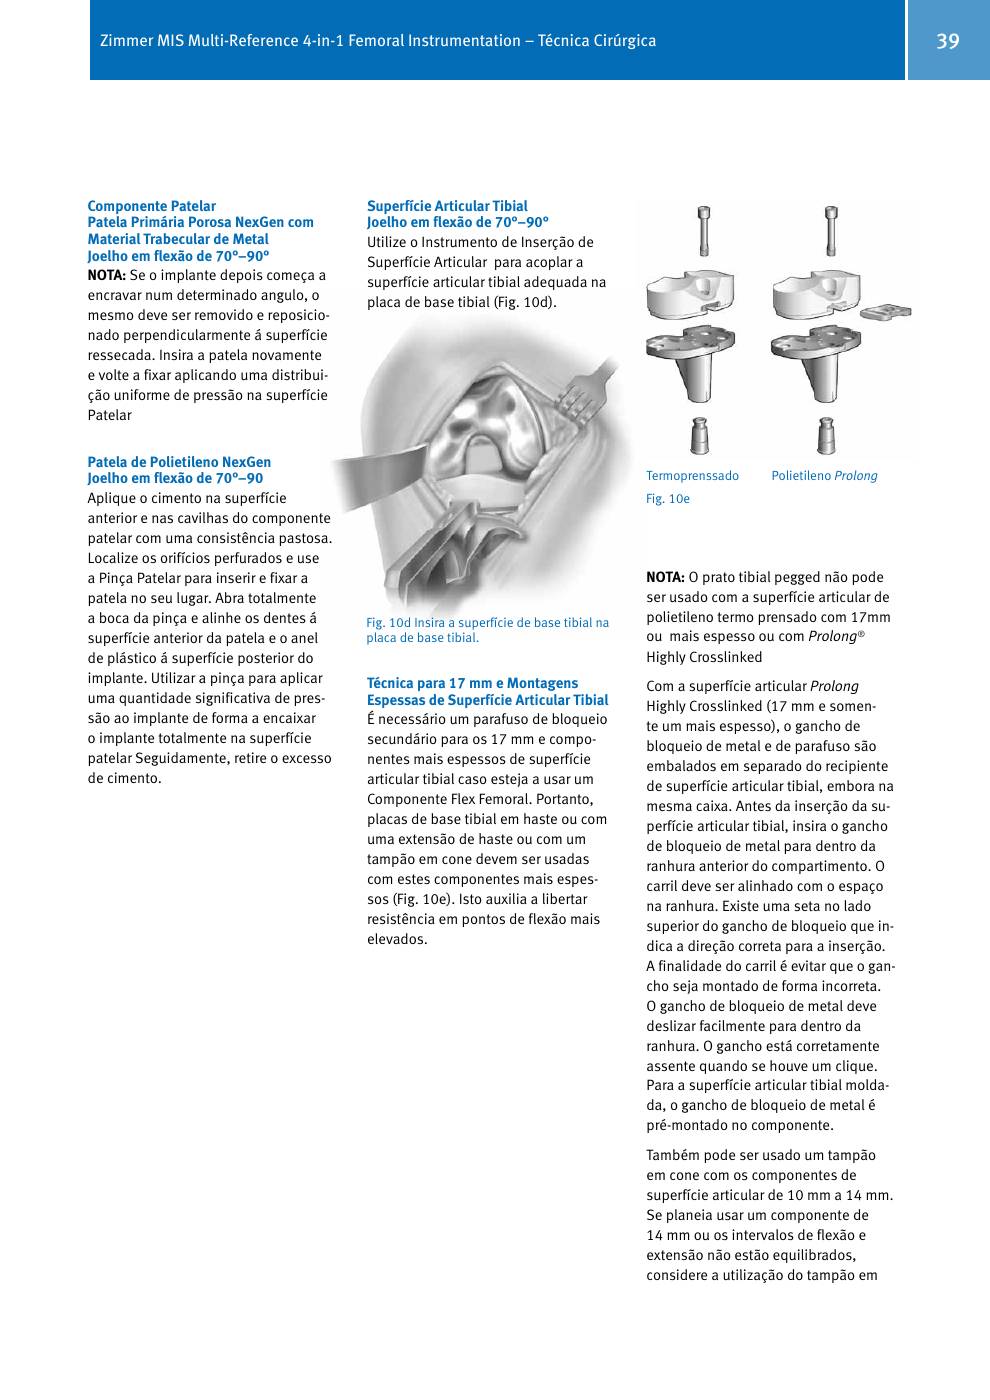 Zimmer MIS Multi-Reference 4-in-1 Femoral Instrumentation – Técnica Cirúrgica
39
Componente Patelar
Patela Primária Porosa NexGen com
Material Trabecular de Metal
Joelho em flexão de 70°–90°
NOTA: Se o implante depois começa a
encravar num determinado angulo, o
mesmo deve ser removido e reposicio-
nado perpendicularmente á superfície
ressecada. Insira a patela novamente
e volte a fixar aplicando uma distribui-
ção uniforme de pressão na superfície
Patelar
Patela de Polietileno NexGen
Joelho em flexão de 70°–90
Aplique o cimento na superfície
anterior e nas cavilhas do componente
patelar com uma consistência pastosa.
Localize os orifícios perfurados e use
a Pinça Patelar para inserir e fixar a
patela no seu lugar. Abra totalmente
a boca da pinça e alinhe os dentes á
superfície anterior da patela e o anel
de plástico á superfície posterior do
implante. Utilizar a pinça para aplicar
uma quantidade significativa de pres-
são ao implante de forma a encaixar
o implante totalmente na superfície
patelar Seguidamente, retire o excesso
de cimento.
Superfície Articular Tibial
Joelho em flexão de 70°–90°
Utilize o Instrumento de Inserção de
Superfície Articular  para acoplar a
superfície articular tibial adequada na
placa de base tibial (Fig. 10d).
Fig. 10d Insira a superfície de base tibial na
placa de base tibial.
Técnica para 17 mm e Montagens
Espessas de Superfície Articular Tibial
É necessário um parafuso de bloqueio
secundário para os 17 mm e compo-
nentes mais espessos de superfície
articular tibial caso esteja a usar um
Componente Flex Femoral. Portanto,
placas de base tibial em haste ou com
uma extensão de haste ou com um
tampão em cone devem ser usadas
com estes componentes mais espes-
sos (Fig. 10e). Isto auxilia a libertar
resistência em pontos de flexão mais
elevados.
Termoprenssado
Polietileno Prolong
Fig. 10e
NOTA: O prato tibial pegged não pode
ser usado com a superfície articular de
polietileno termo prensado com 17mm
ou  mais espesso ou com Prolong®
Highly Crosslinked
Com a superfície articular Prolong
Highly Crosslinked (17 mm e somen-
te um mais espesso), o gancho de
bloqueio de metal e de parafuso são
embalados em separado do recipiente
de superfície articular tibial, embora na
mesma caixa. Antes da inserção da su-
perfície articular tibial, insira o gancho
de bloqueio de metal para dentro da
ranhura anterior do compartimento. O
carril deve ser alinhado com o espaço
na ranhura. Existe uma seta no lado
superior do gancho de bloqueio que in-
dica a direção correta para a inserção.
A finalidade do carril é evitar que o gan-
cho seja montado de forma incorreta.
O gancho de bloqueio de metal deve
deslizar facilmente para dentro da
ranhura. O gancho está corretamente
assente quando se houve um clique.
Para a superfície articular tibial molda-
da, o gancho de bloqueio de metal é
pré-montado no componente.
Também pode ser usado um tampão
em cone com os componentes de
superfície articular de 10 mm a 14 mm.
Se planeia usar um componente de
14 mm ou os intervalos de flexão e
extensão não estão equilibrados,
considere a utilização do tampão em